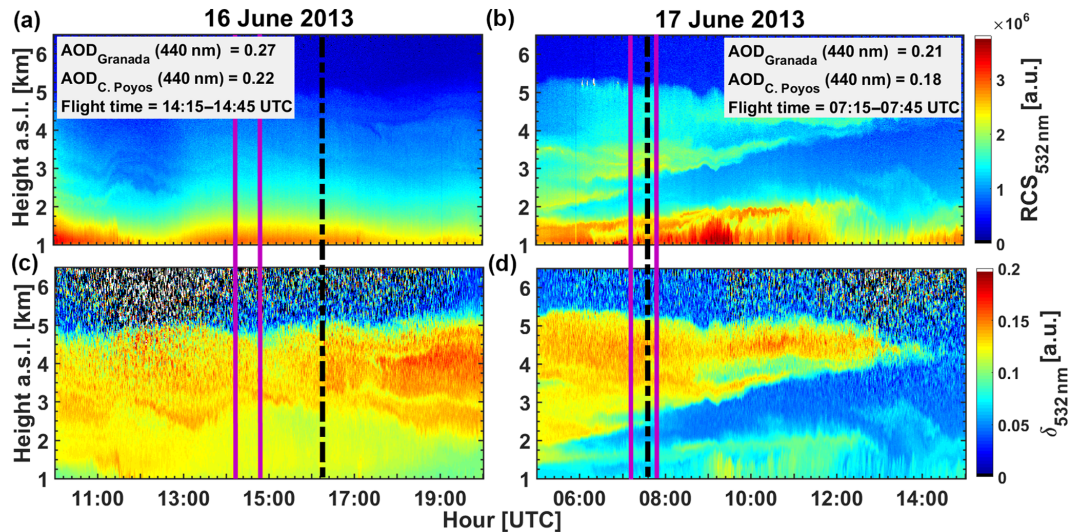 (a)
16 June 2013
(b)
17 June 2013
×10⁶
AOD_Granada (440 nm) = 0.27
AOD_C. Poyos (440 nm) = 0.22
Flight time = 14:15–14:45 UTC
AOD_Granada (440 nm) = 0.21
AOD_C. Poyos (440 nm) = 0.18
Flight time = 07:15–07:45 UTC
Height a.s.l. [km]
6
5
4
3
2
1
6
5
4
3
2
1
3
2
1
0
RCS_532 nm [a.u.]
(c)
(d)
Height a.s.l. [km]
6
5
4
3
2
1
6
5
4
3
2
1
0.2
0.15
0.1
0.05
0
δ_532 nm [a.u.]
11:00 13:00 15:00 17:00 19:00
06:00 08:00 10:00 12:00 14:00
Hour [UTC]